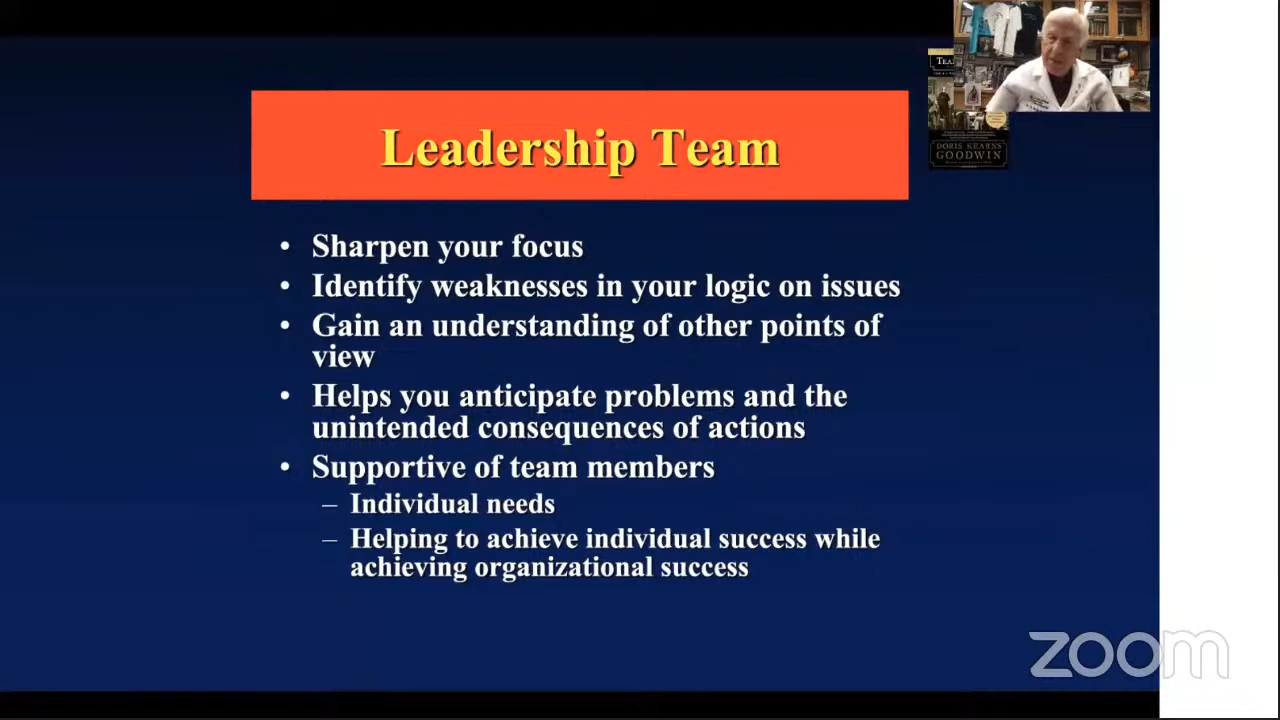 Leadership Team
• Sharpen your focus
• Identify weaknesses in your logic on issues
• Gain an understanding of other points of
view
• Helps you anticipate problems and the
unintended consequences of actions
• Supportive of team members
– Individual needs
– Helping to achieve individual success while
achieving organizational success
DORIS KEARNS
GOODWIN
zoom